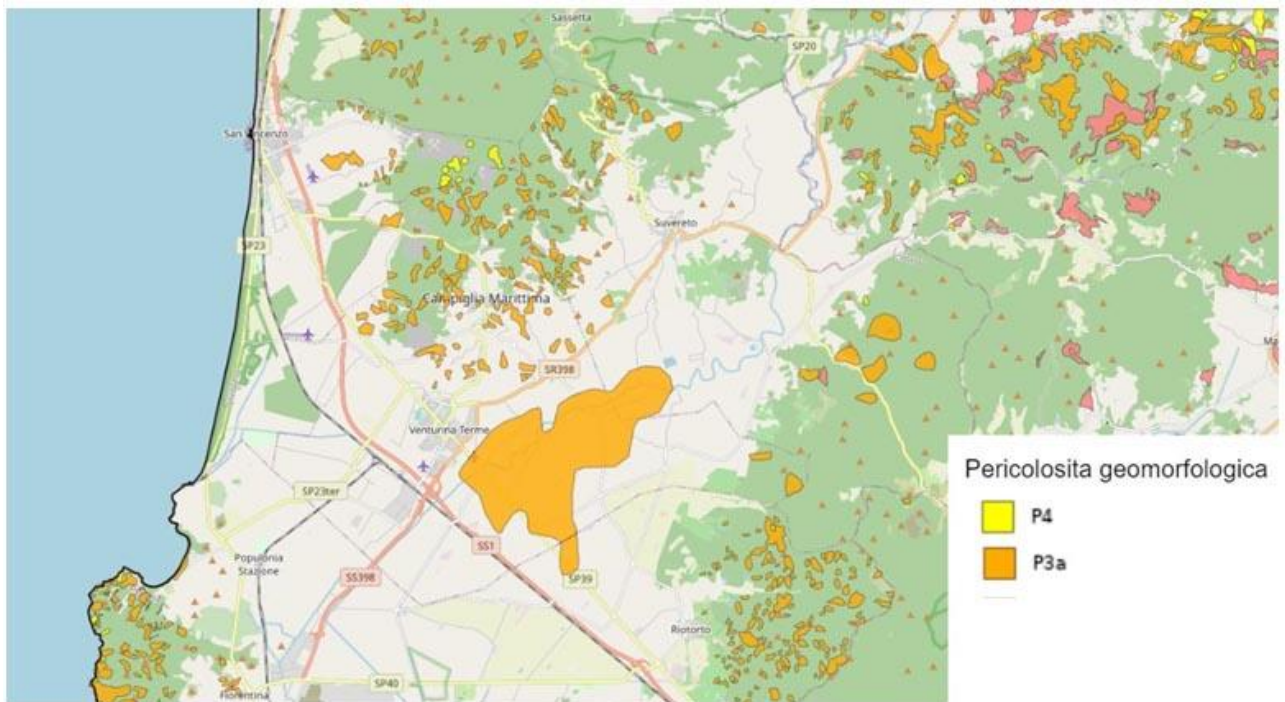 Sassetta
SP20
San Vincenzo
Suvereto
SP23
Campiglia Marittima
SR398
Venturina Terme
SP23ter
SS1
Populonia
Stazione
SS398
SP39
Riotorto
SP40
Fiorentina
Ma
Pericolosita geomorfologica
P4
P3a